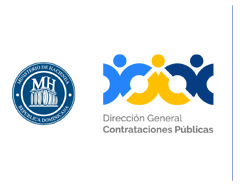 MINISTERIO DE HACIENDA
MH
REPÚBLICA DOMINICANA
Dirección General
Contrataciones Públicas